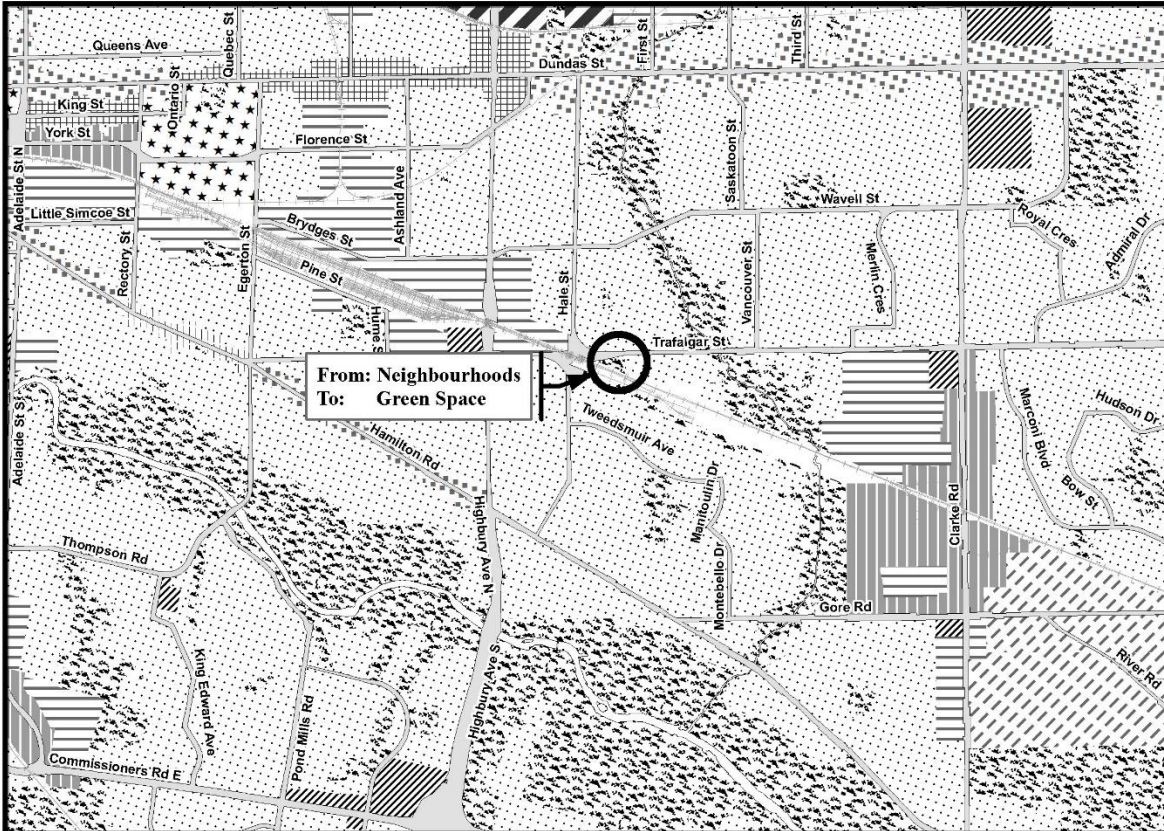 Queens Ave
Quebec St
First St
Third St
Dundas St
King St
Ontario St
York St
Florence St
Adelaide St N
Saskatoon St
Ashland Ave
Wavell St
Little Simcoe St
Brydges St
Royal Cres
Admiral Dr
Rectory St
Egerton St
Pine St
Hale St
Vancouver St
Merlin Cres
Hume S
Trafalgar St
From: Neighbourhoods
To: Green Space
Adelaide St S
Hamilton Rd
Tweedsmuir Ave
Marconi Blvd
Hudson Dr
Manitoulin Dr
Bow St
Highbury Ave N
Clarke Rd
Thompson Rd
Montebello Dr
Gore Rd
King Edward Ave
Pond Mills Rd
Highbury Ave S
River Rd
Commissioners Rd E